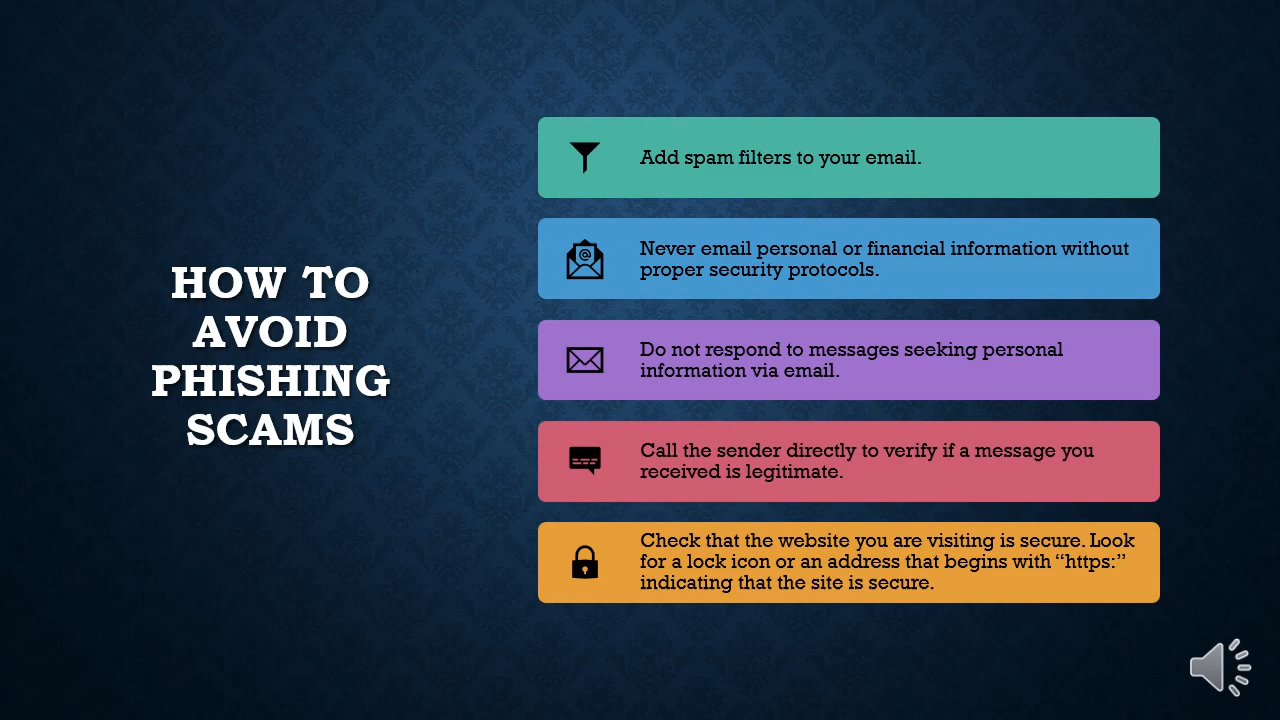 HOW TO
AVOID
PHISHING
SCAMS
Add spam filters to your email.
Never email personal or financial information without
proper security protocols.
Do not respond to messages seeking personal
information via email.
Call the sender directly to verify if a message you
received is legitimate.
Check that the website you are visiting is secure. Look
for a lock icon or an address that begins with “https:”
indicating that the site is secure.